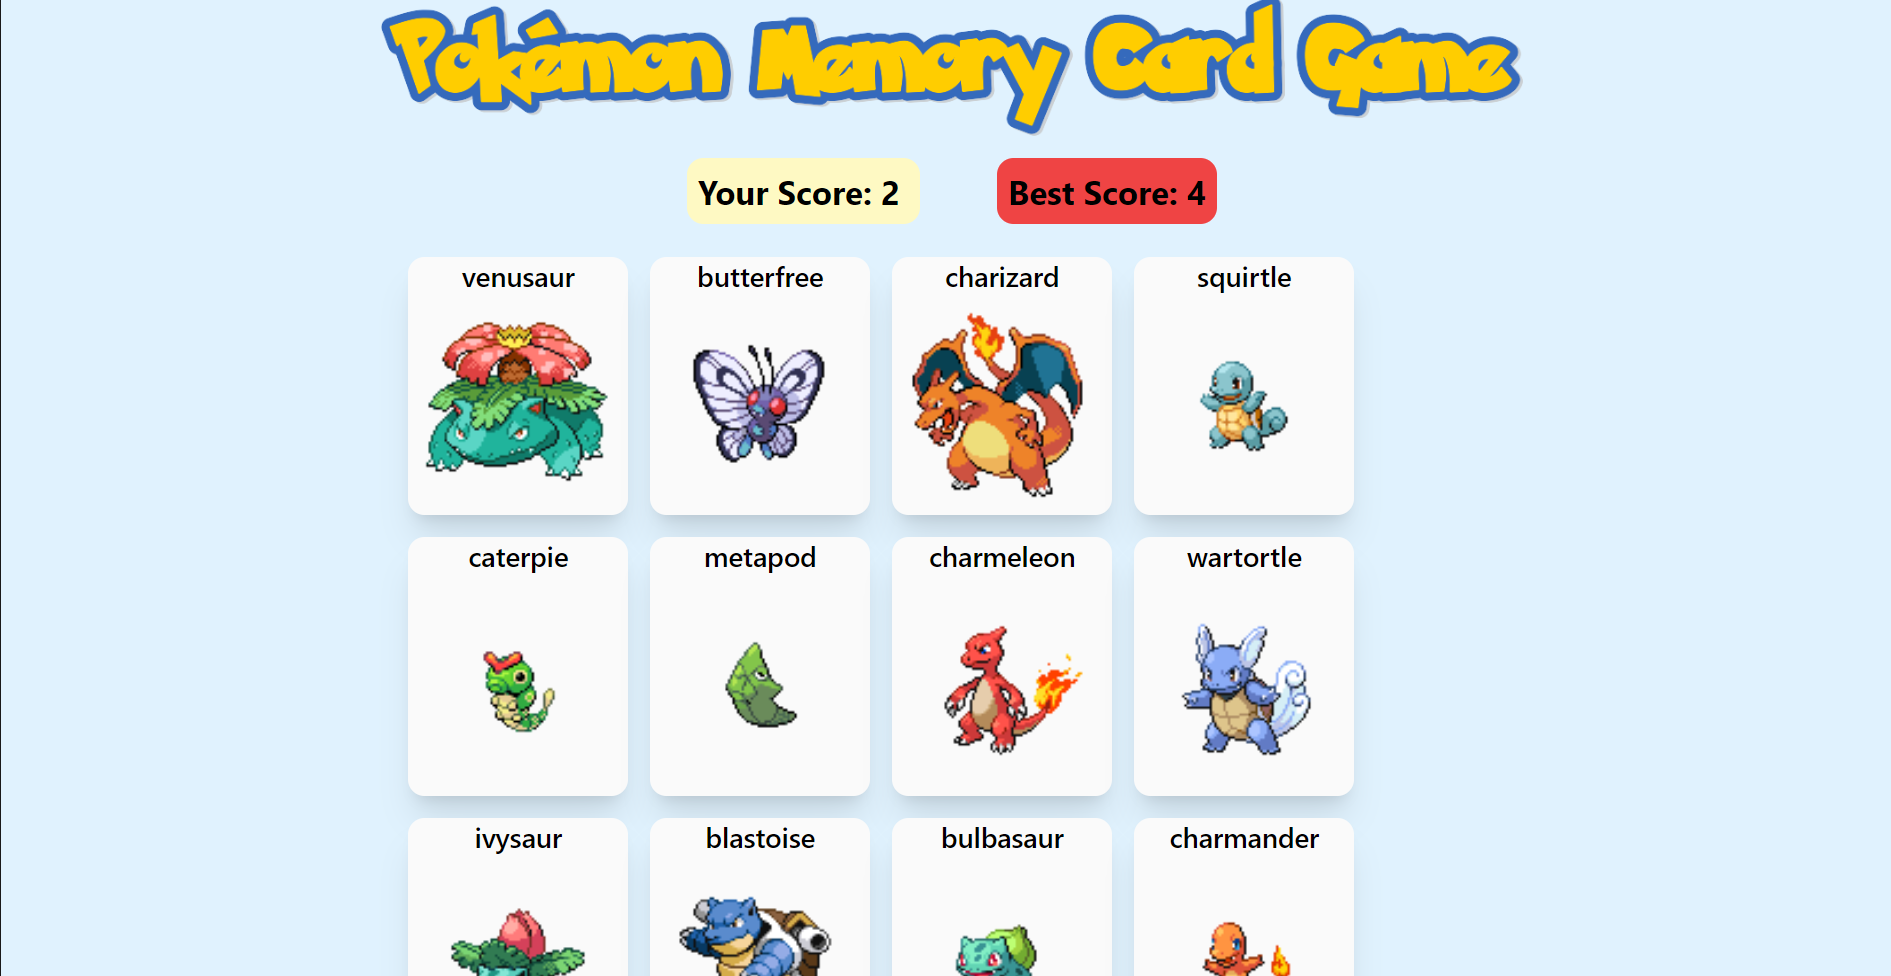 Pokémon Memory Card Game
Your Score: 2
Best Score: 4
venusaur
butterfree
charizard
squirtle
caterpie
metapod
charmeleon
wartortle
ivysaur
blastoise
bulbasaur
charmander